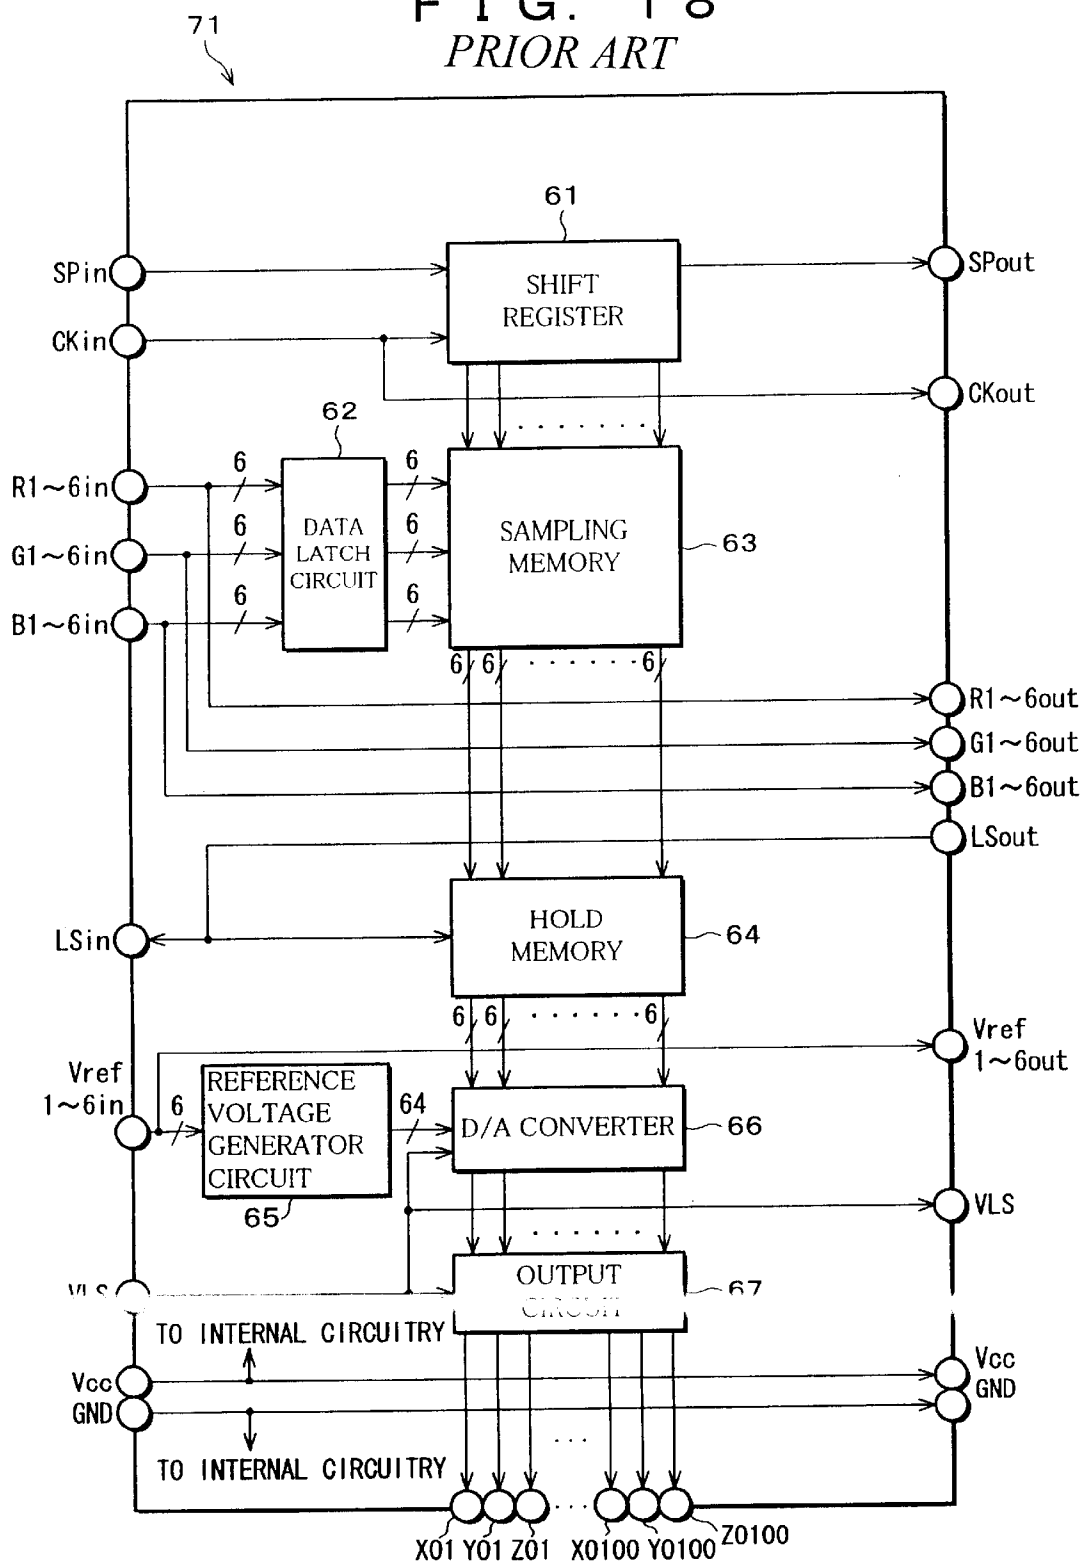 FIG. 18
PRIOR ART
71
61
SPin
SHIFT
REGISTER
SPout
CKin
CKout
62
R1~6in
6
6
G1~6in
6
DATA
LATCH
CIRCUIT
6
SAMPLING
MEMORY
63
B1~6in
6
6
6
6
6
R1~6out
G1~6out
B1~6out
LSout
LSin
HOLD
MEMORY
64
6
6
6
Vref
1~6out
Vref
1~6in
6
REFERENCE
VOLTAGE
GENERATOR
CIRCUIT
65
64
D/A CONVERTER
66
VLS
VLS
OUTPUT
CIRCUIT
67
TO INTERNAL CIRCUITRY
Vcc
GND
Vcc
GND
TO INTERNAL CIRCUITRY
X01 Y01 Z01 X0100 Y0100 Z0100